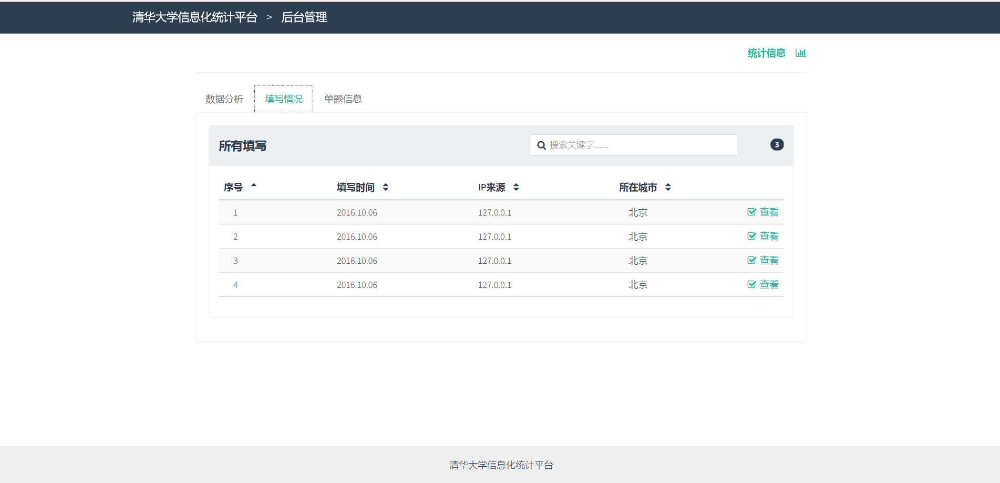 清华大学信息化统计平台 > 后台管理
统计信息
数据分析 填写情况 单题信息
所有填写 搜索关键字...... 3
序号 填写时间 IP来源 所在城市
1 2016.10.06 127.0.0.1 北京 查看
2 2016.10.06 127.0.0.1 北京 查看
3 2016.10.06 127.0.0.1 北京 查看
4 2016.10.06 127.0.0.1 北京 查看
清华大学信息化统计平台